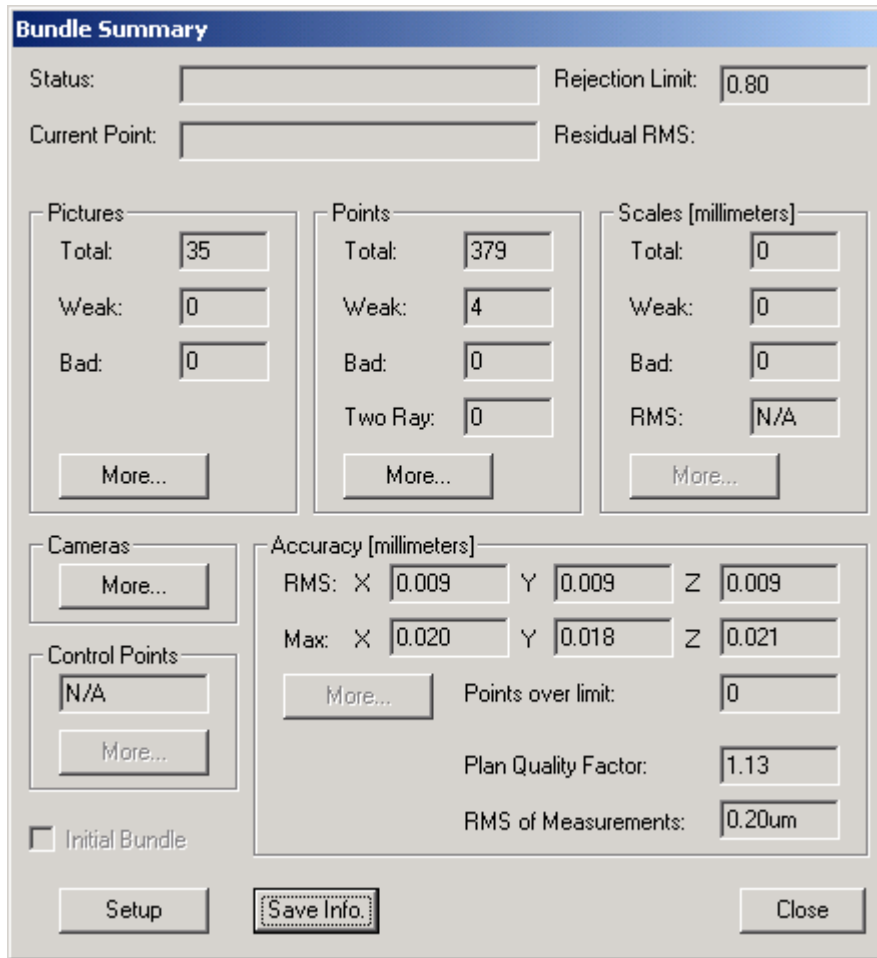 Bundle Summary
Status: Rejection Limit: 0.80
Current Point: Residual RMS:
Pictures Points Scales [millimeters]
Total: 35 Total: 379 Total: 0
Weak: 0 Weak: 4 Weak: 0
Bad: 0 Bad: 0 Bad: 0
Two Ray: 0 RMS: N/A
More... More... More...
Cameras Accuracy [millimeters]
More... RMS: X 0.009 Y 0.009 Z 0.009
Max: X 0.020 Y 0.018 Z 0.021
Control Points
N/A More... Points over limit: 0
More... Plan Quality Factor: 1.13
Initial Bundle RMS of Measurements: 0.20um
Setup Save Info. Close